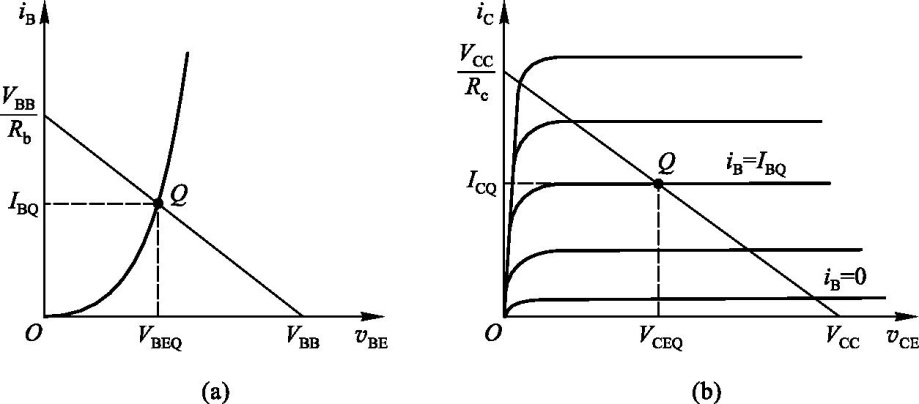 i_B
V_BB
R_b
I_BQ
Q
O
V_BEQ
V_BB
v_BE
(a)
i_C
V_CC
R_c
I_CQ
Q
i_B=I_BQ
i_B=0
O
V_CEQ
V_CC
v_CE
(b)